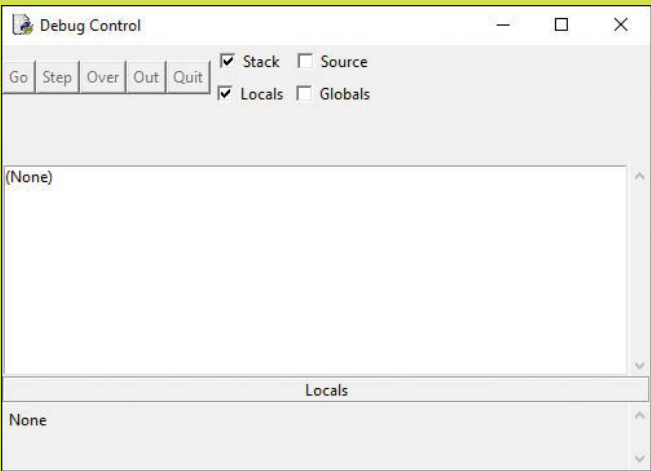 Debug Control
Go Step Over Out Quit
Stack Source
Locals Globals
(None)
Locals
None